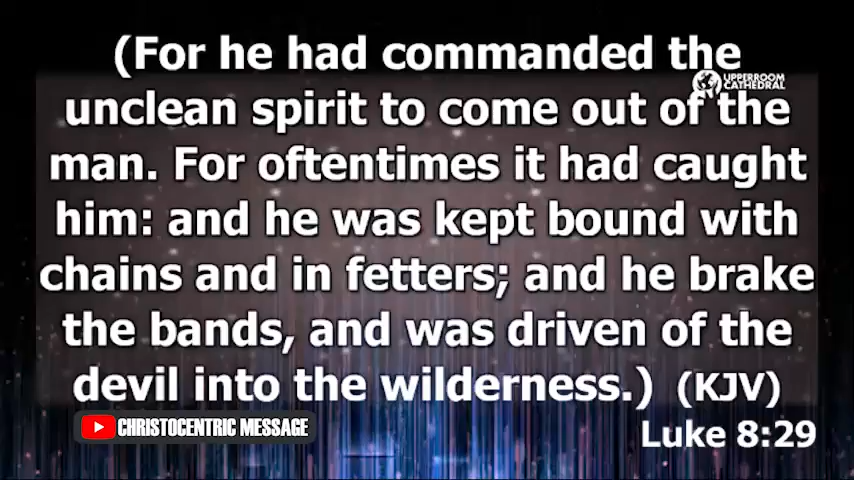 (For he had commanded the
UPPERROOM
CATHEDRAL
unclean spirit to come out of the
man. For oftentimes it had caught
him: and he was kept bound with
chains and in fetters; and he brake
the bands, and was driven of the
devil into the wilderness.) (KJV)
CHRISTOCENTRIC MESSAGE
Luke 8:29